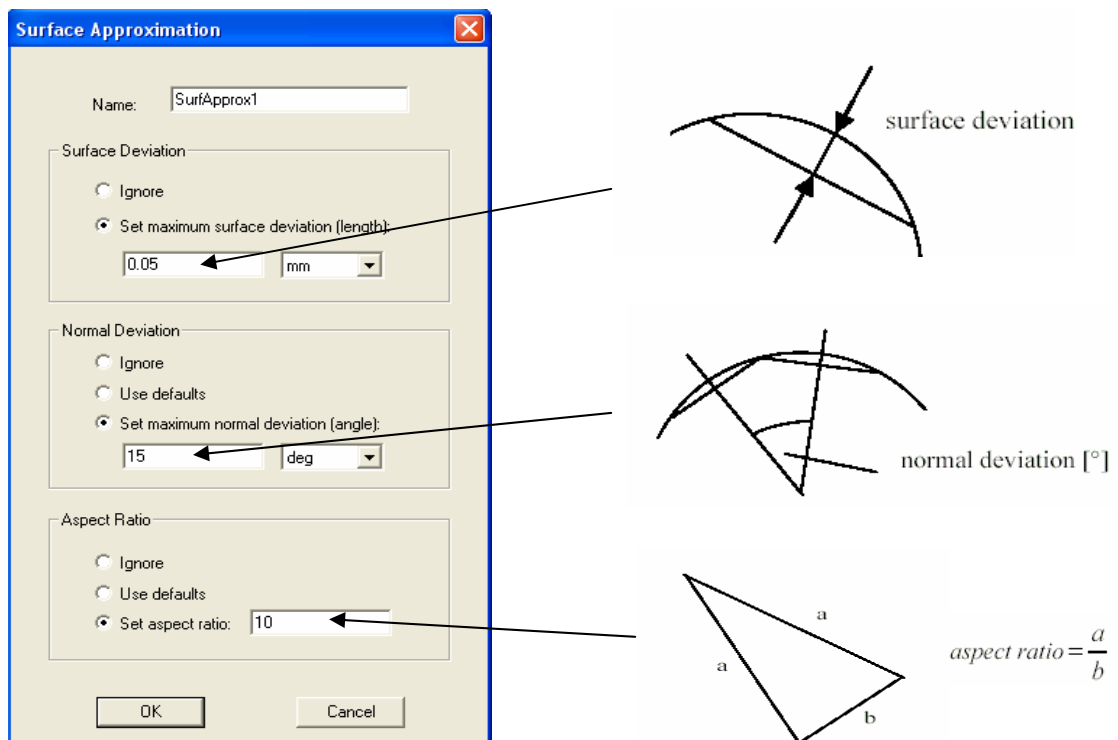 Surface Approximation
Name: SurfApprox1
Surface Deviation
Ignore
Set maximum surface deviation (length):
0.05 mm
Normal Deviation
Ignore
Use defaults
Set maximum normal deviation (angle):
15 deg
Aspect Ratio
Ignore
Use defaults
Set aspect ratio: 10
OK Cancel
surface deviation
normal deviation [°]
a
a
b
aspect ratio = a/b